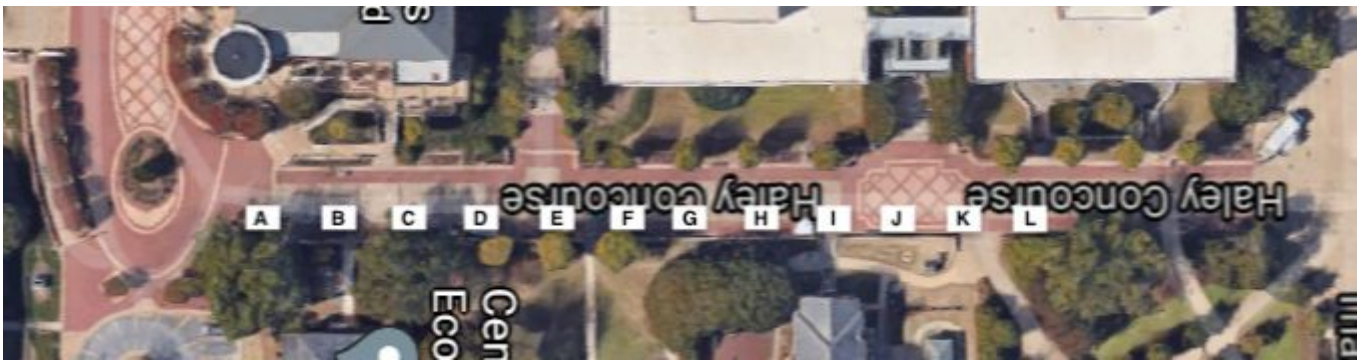 s
d
Haley Concourse
Haley Concourse
A B C D E F G H I J K L
Cen
Eco